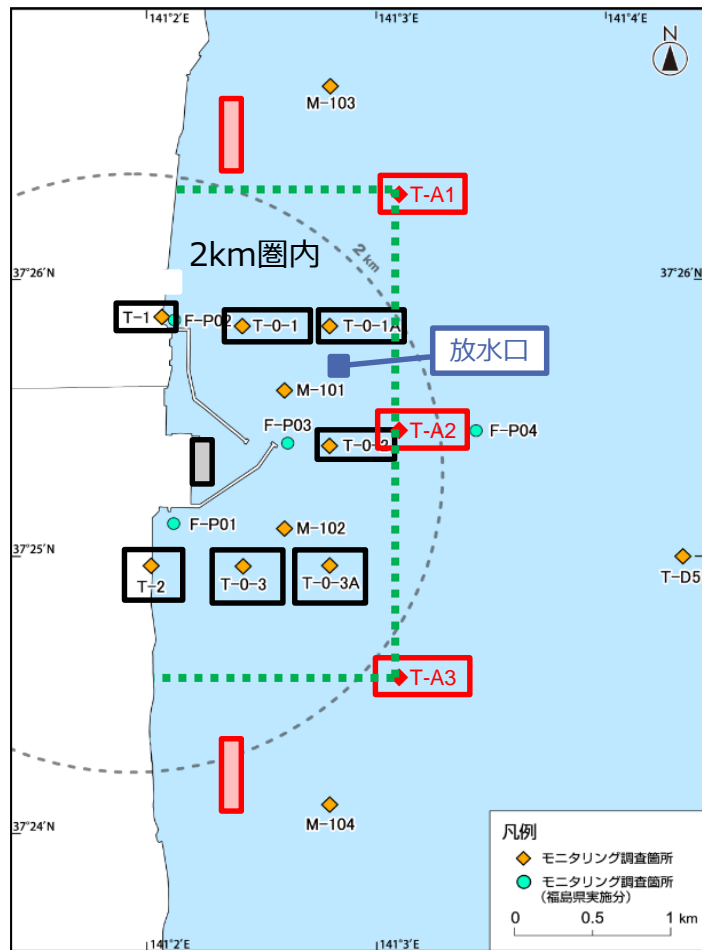 141°2'E
141°3'E
141°4'E
N
M-103
T-A1
2km圏内
2 km
37°26'N
37°26'N
T-1
F-P02
T-0-1
T-0-1A
放水口
M-101
F-P03
T-A2
F-P04
T-0-2
F-P01
M-102
37°25'N
T-2
T-0-3
T-0-3A
T-D5
T-A3
37°24'N
M-104
凡例
モニタリング調査箇所
モニタリング調査箇所
(福島県実施分)
0 0.5 1 km
141°2'E
141°3'E